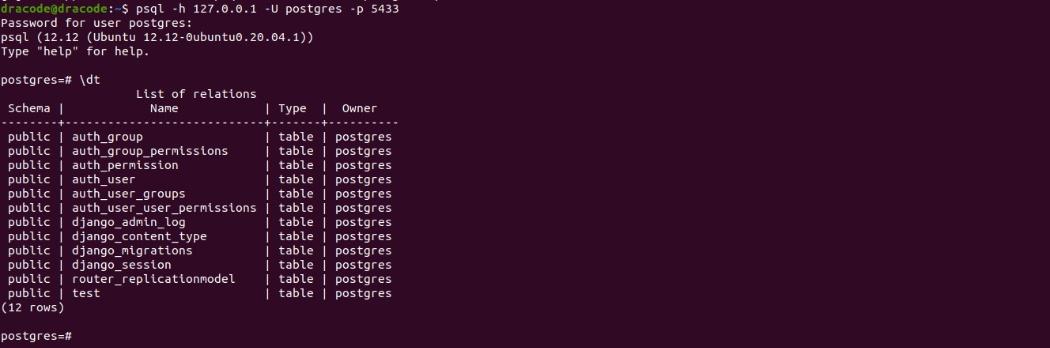 dracode@dracode:~$ psql -h 127.0.0.1 -U postgres -p 5433
Password for user postgres:
psql (12.12 (Ubuntu 12.12-0ubuntu0.20.04.1))
Type "help" for help.

postgres=# \dt
                   List of relations
 Schema |            Name            | Type  |  Owner
--------+----------------------------+-------+----------
 public | auth_group                 | table | postgres
 public | auth_group_permissions     | table | postgres
 public | auth_permission            | table | postgres
 public | auth_user                  | table | postgres
 public | auth_user_groups           | table | postgres
 public | auth_user_user_permissions | table | postgres
 public | django_admin_log           | table | postgres
 public | django_content_type        | table | postgres
 public | django_migrations          | table | postgres
 public | django_session             | table | postgres
 public | router_replicationmodel    | table | postgres
 public | test                       | table | postgres
(12 rows)

postgres=#